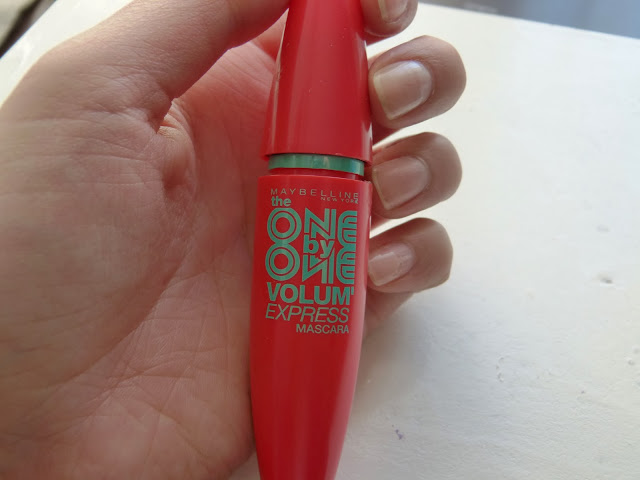 MAYBELLINE
NEW YORK
the
ONE
by
ONE
VOLUM'
EXPRESS
MASCARA